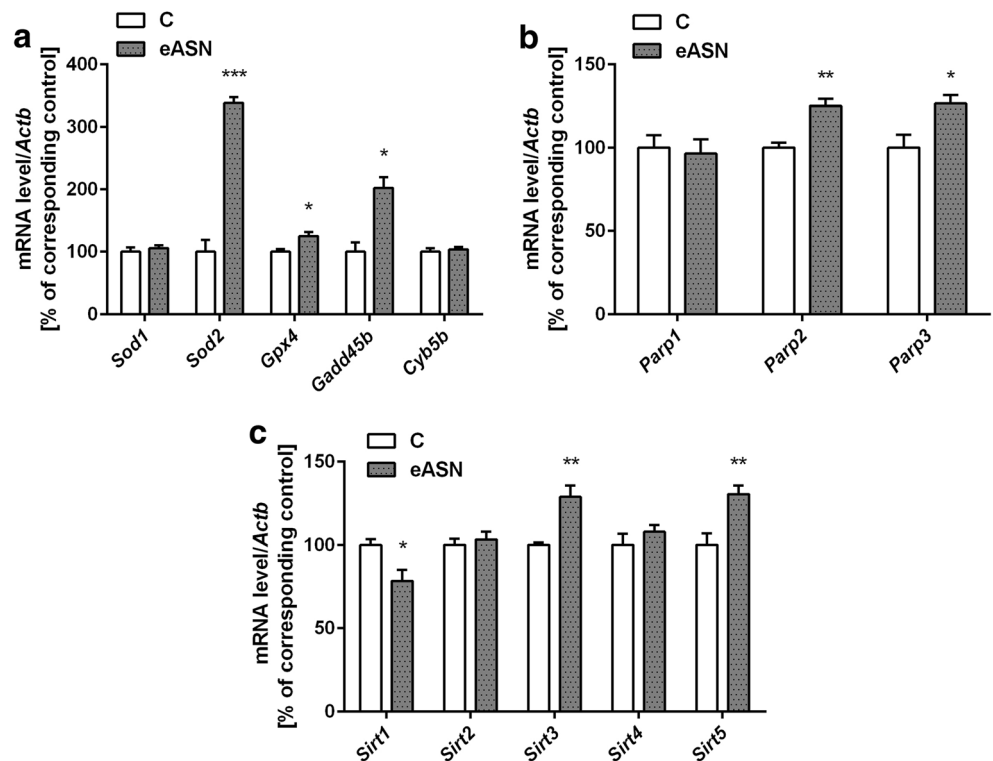 a
C
eASN
mRNA level/Actb
[% of corresponding control]
400
300
200
100
0
***
*
*
Sod1
Sod2
Gpx4
Gadd45b
Cyb5b
b
C
eASN
mRNA level/Actb
[% of corresponding control]
150
100
50
0
**
*
Parp1
Parp2
Parp3
c
C
eASN
mRNA level/Actb
[% of corresponding control]
150
100
50
0
*
**
**
Sirt1
Sirt2
Sirt3
Sirt4
Sirt5